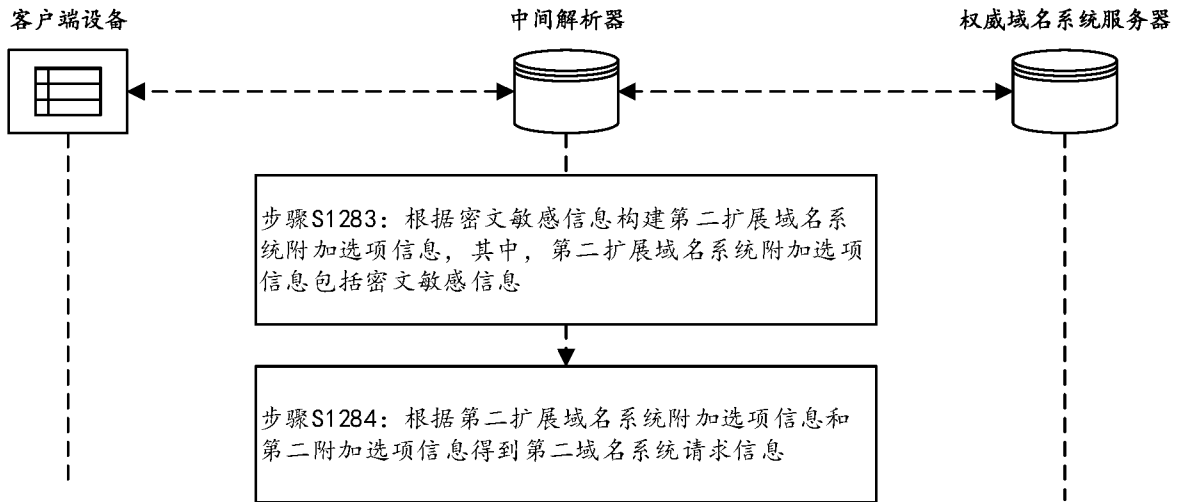 客户端设备
中间解析器
权威域名系统服务器
步骤S1283：根据密文敏感信息构建第二扩展域名系
统附加选项信息，其中，第二扩展域名系统附加选项
信息包括密文敏感信息
步骤S1284：根据第二扩展域名系统附加选项信息和
第二附加选项信息得到第二域名系统请求信息